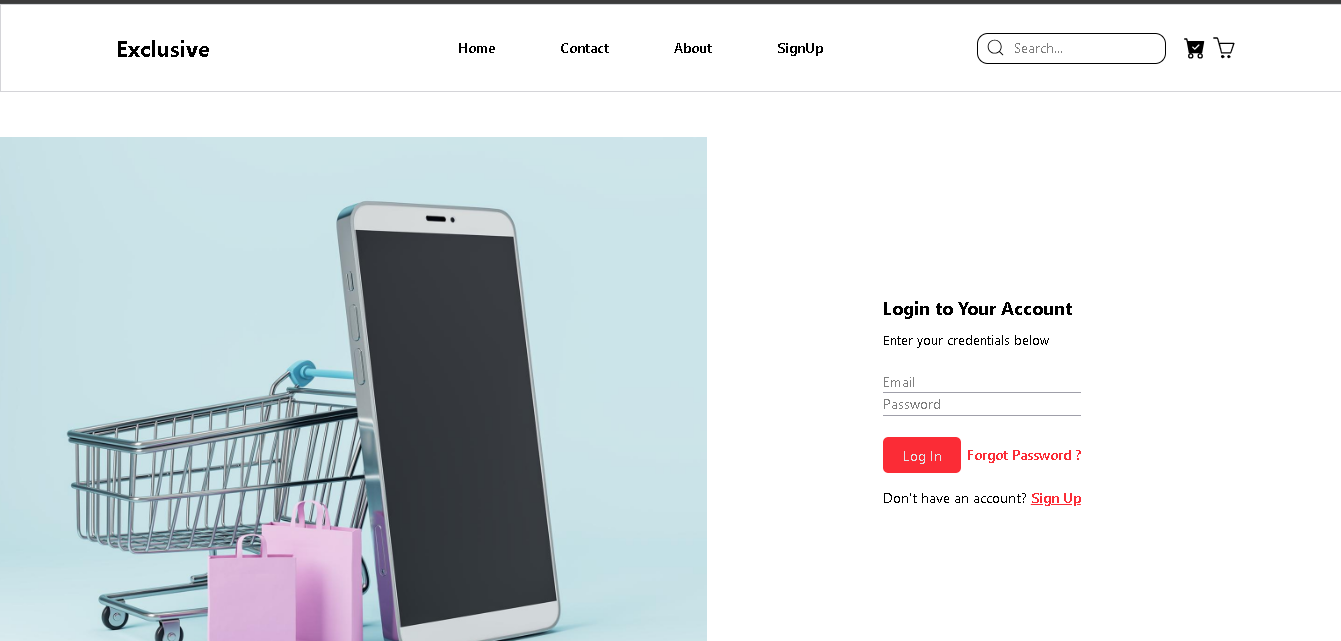 Exclusive Home Contact About SignUp Search...
Login to Your Account
Enter your credentials below
Email
Password
Log In Forgot Password ?
Don't have an account? Sign Up